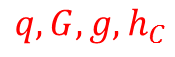 q, G, g, h_C